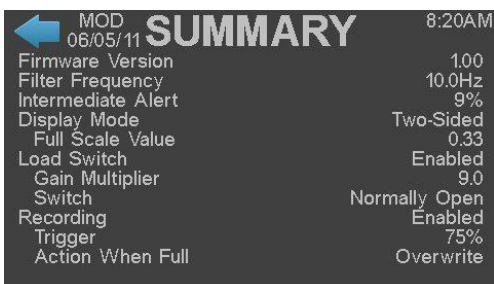 MOD
06/05/11 SUMMARY 8:20AM
Firmware Version 1.00
Filter Frequency 10.0Hz
Intermediate Alert 9%
Display Mode Two-Sided
Full Scale Value 0.33
Load Switch Enabled
Gain Multiplier 9.0
Switch Normally Open
Recording Enabled
Trigger 75%
Action When Full Overwrite